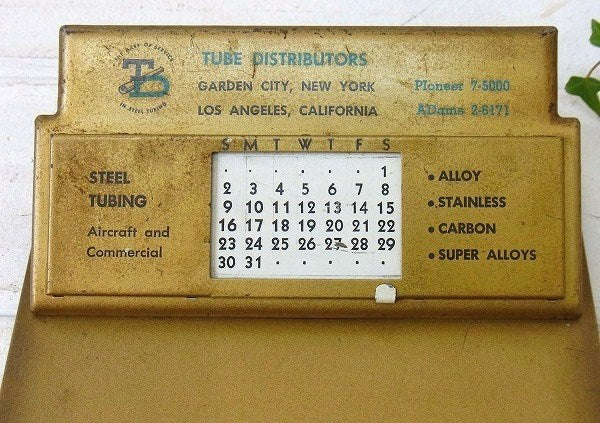 TUBE DISTRIBUTORS
GARDEN CITY, NEW YORK PIoneer 7-5000
LOS ANGELES, CALIFORNIA ADams 2-6171
OF SERVICE
TD
IN STEEL TUBING
STEEL
TUBING
Aircraft and
Commercial
S M T W T F S
. . . . . . 1
2 3 4 5 6 7 8
9 10 11 12 13 14 15
16 17 18 19 20 21 22
23 24 25 26 27 28 29
30 31 . . . . .
• ALLOY
• STAINLESS
• CARBON
• SUPER ALLOYS